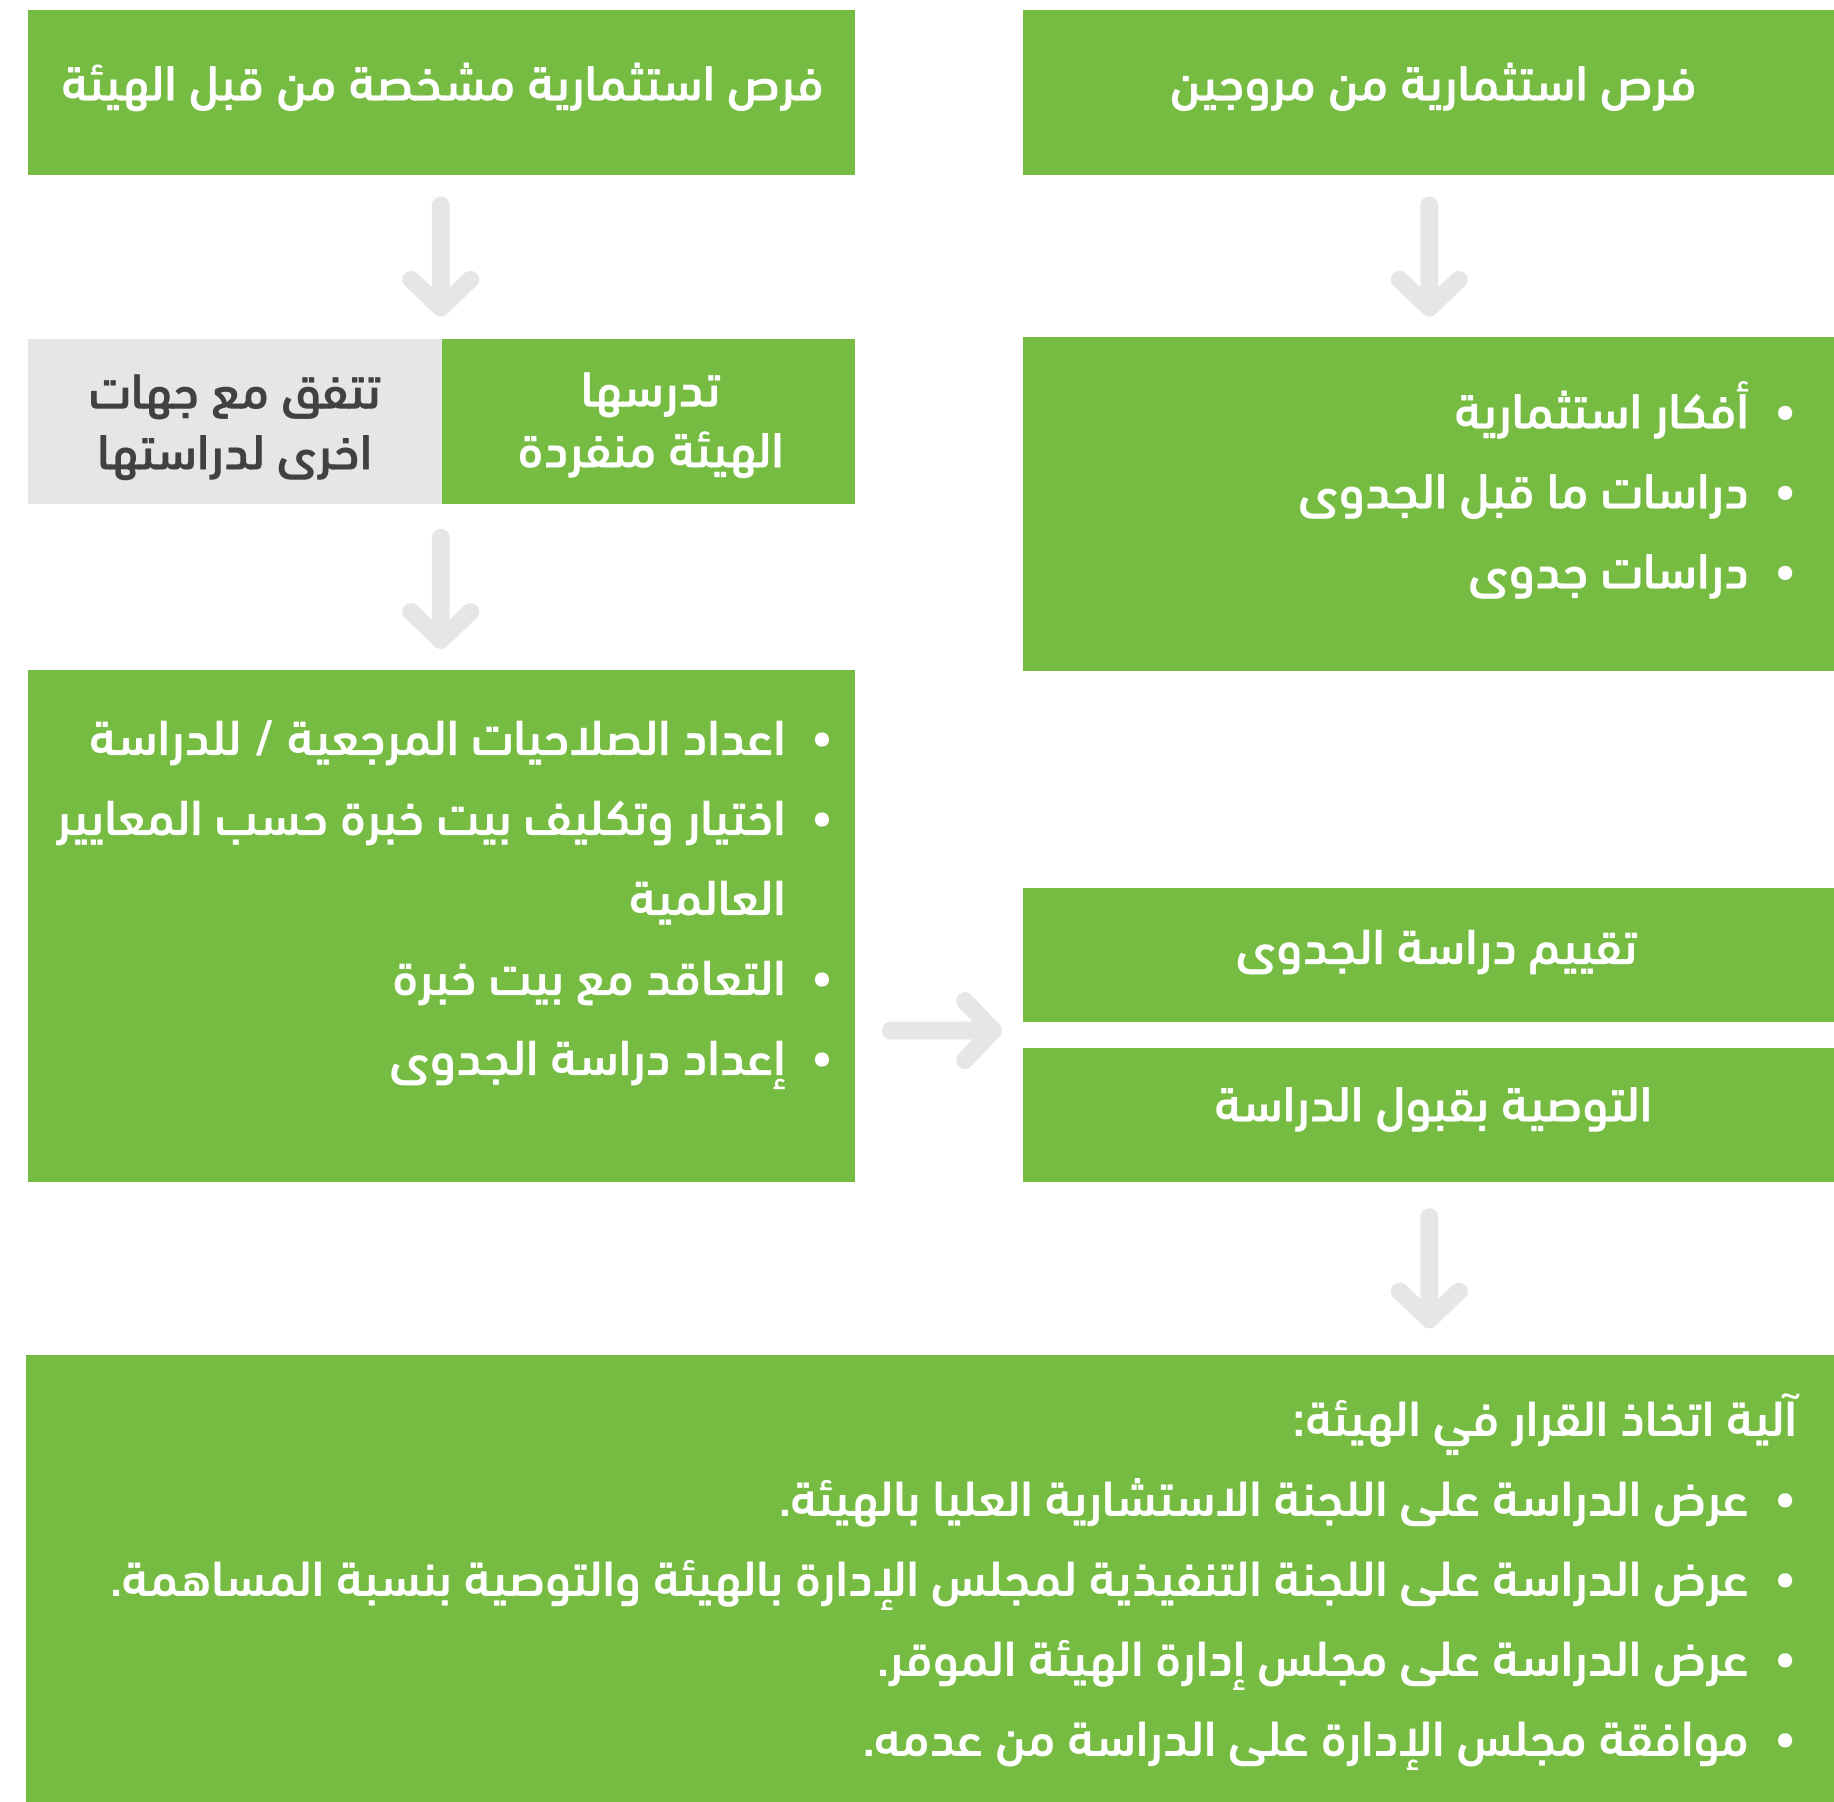 فرص استثمارية من مروجين
أفكار استثمارية
دراسات ما قبل الجدوى
دراسات جدوى
فرص استثمارية مشخصة من قبل الهيئة
تدرسها
الهيئة منفردة
تتفق مع جهات
اخرى لدراستها
اعداد الصلاحيات المرجعية / للدراسة
اختيار وتكليف بيت خبرة حسب المعايير
العالمية
التعاقد مع بيت خبرة
إعداد دراسة الجدوى
تقييم دراسة الجدوى
التوصية بقبول الدراسة
آلية اتخاذ القرار في الهيئة:
عرض الدراسة على اللجنة الاستشارية العليا بالهيئة.
عرض الدراسة على اللجنة التنفيذية لمجلس الإدارة بالهيئة والتوصية بنسبة المساهمة.
عرض الدراسة على مجلس إدارة الهيئة الموقر.
موافقة مجلس الإدارة على الدراسة من عدمه.